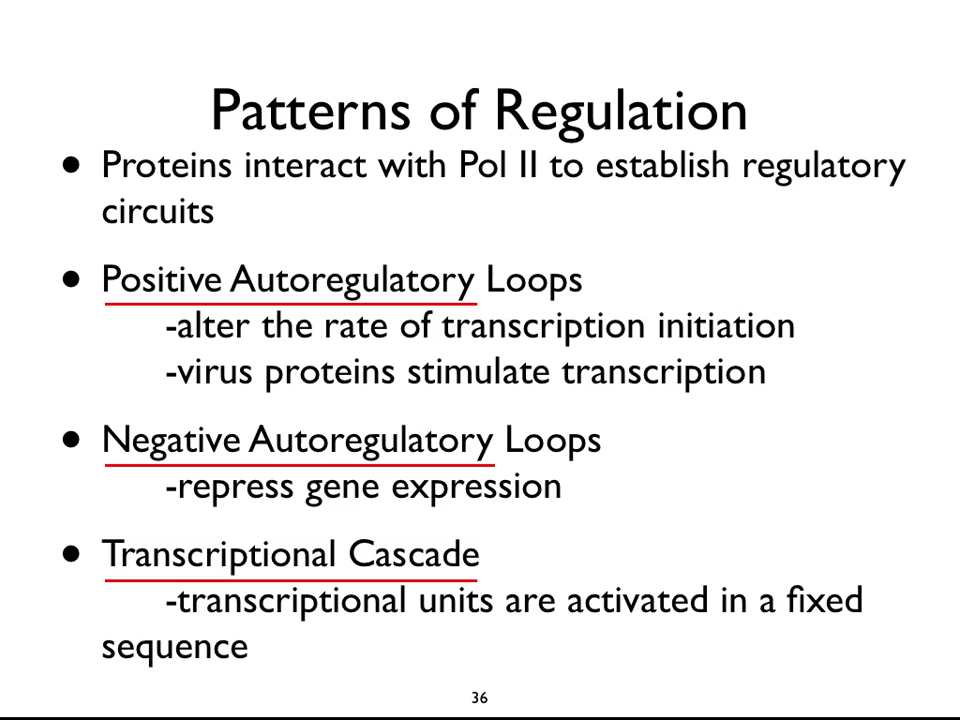 Patterns of Regulation
• Proteins interact with Pol II to establish regulatory
circuits
• Positive Autoregulatory Loops
-alter the rate of transcription initiation
-virus proteins stimulate transcription
• Negative Autoregulatory Loops
-repress gene expression
• Transcriptional Cascade
-transcriptional units are activated in a fixed
sequence
36